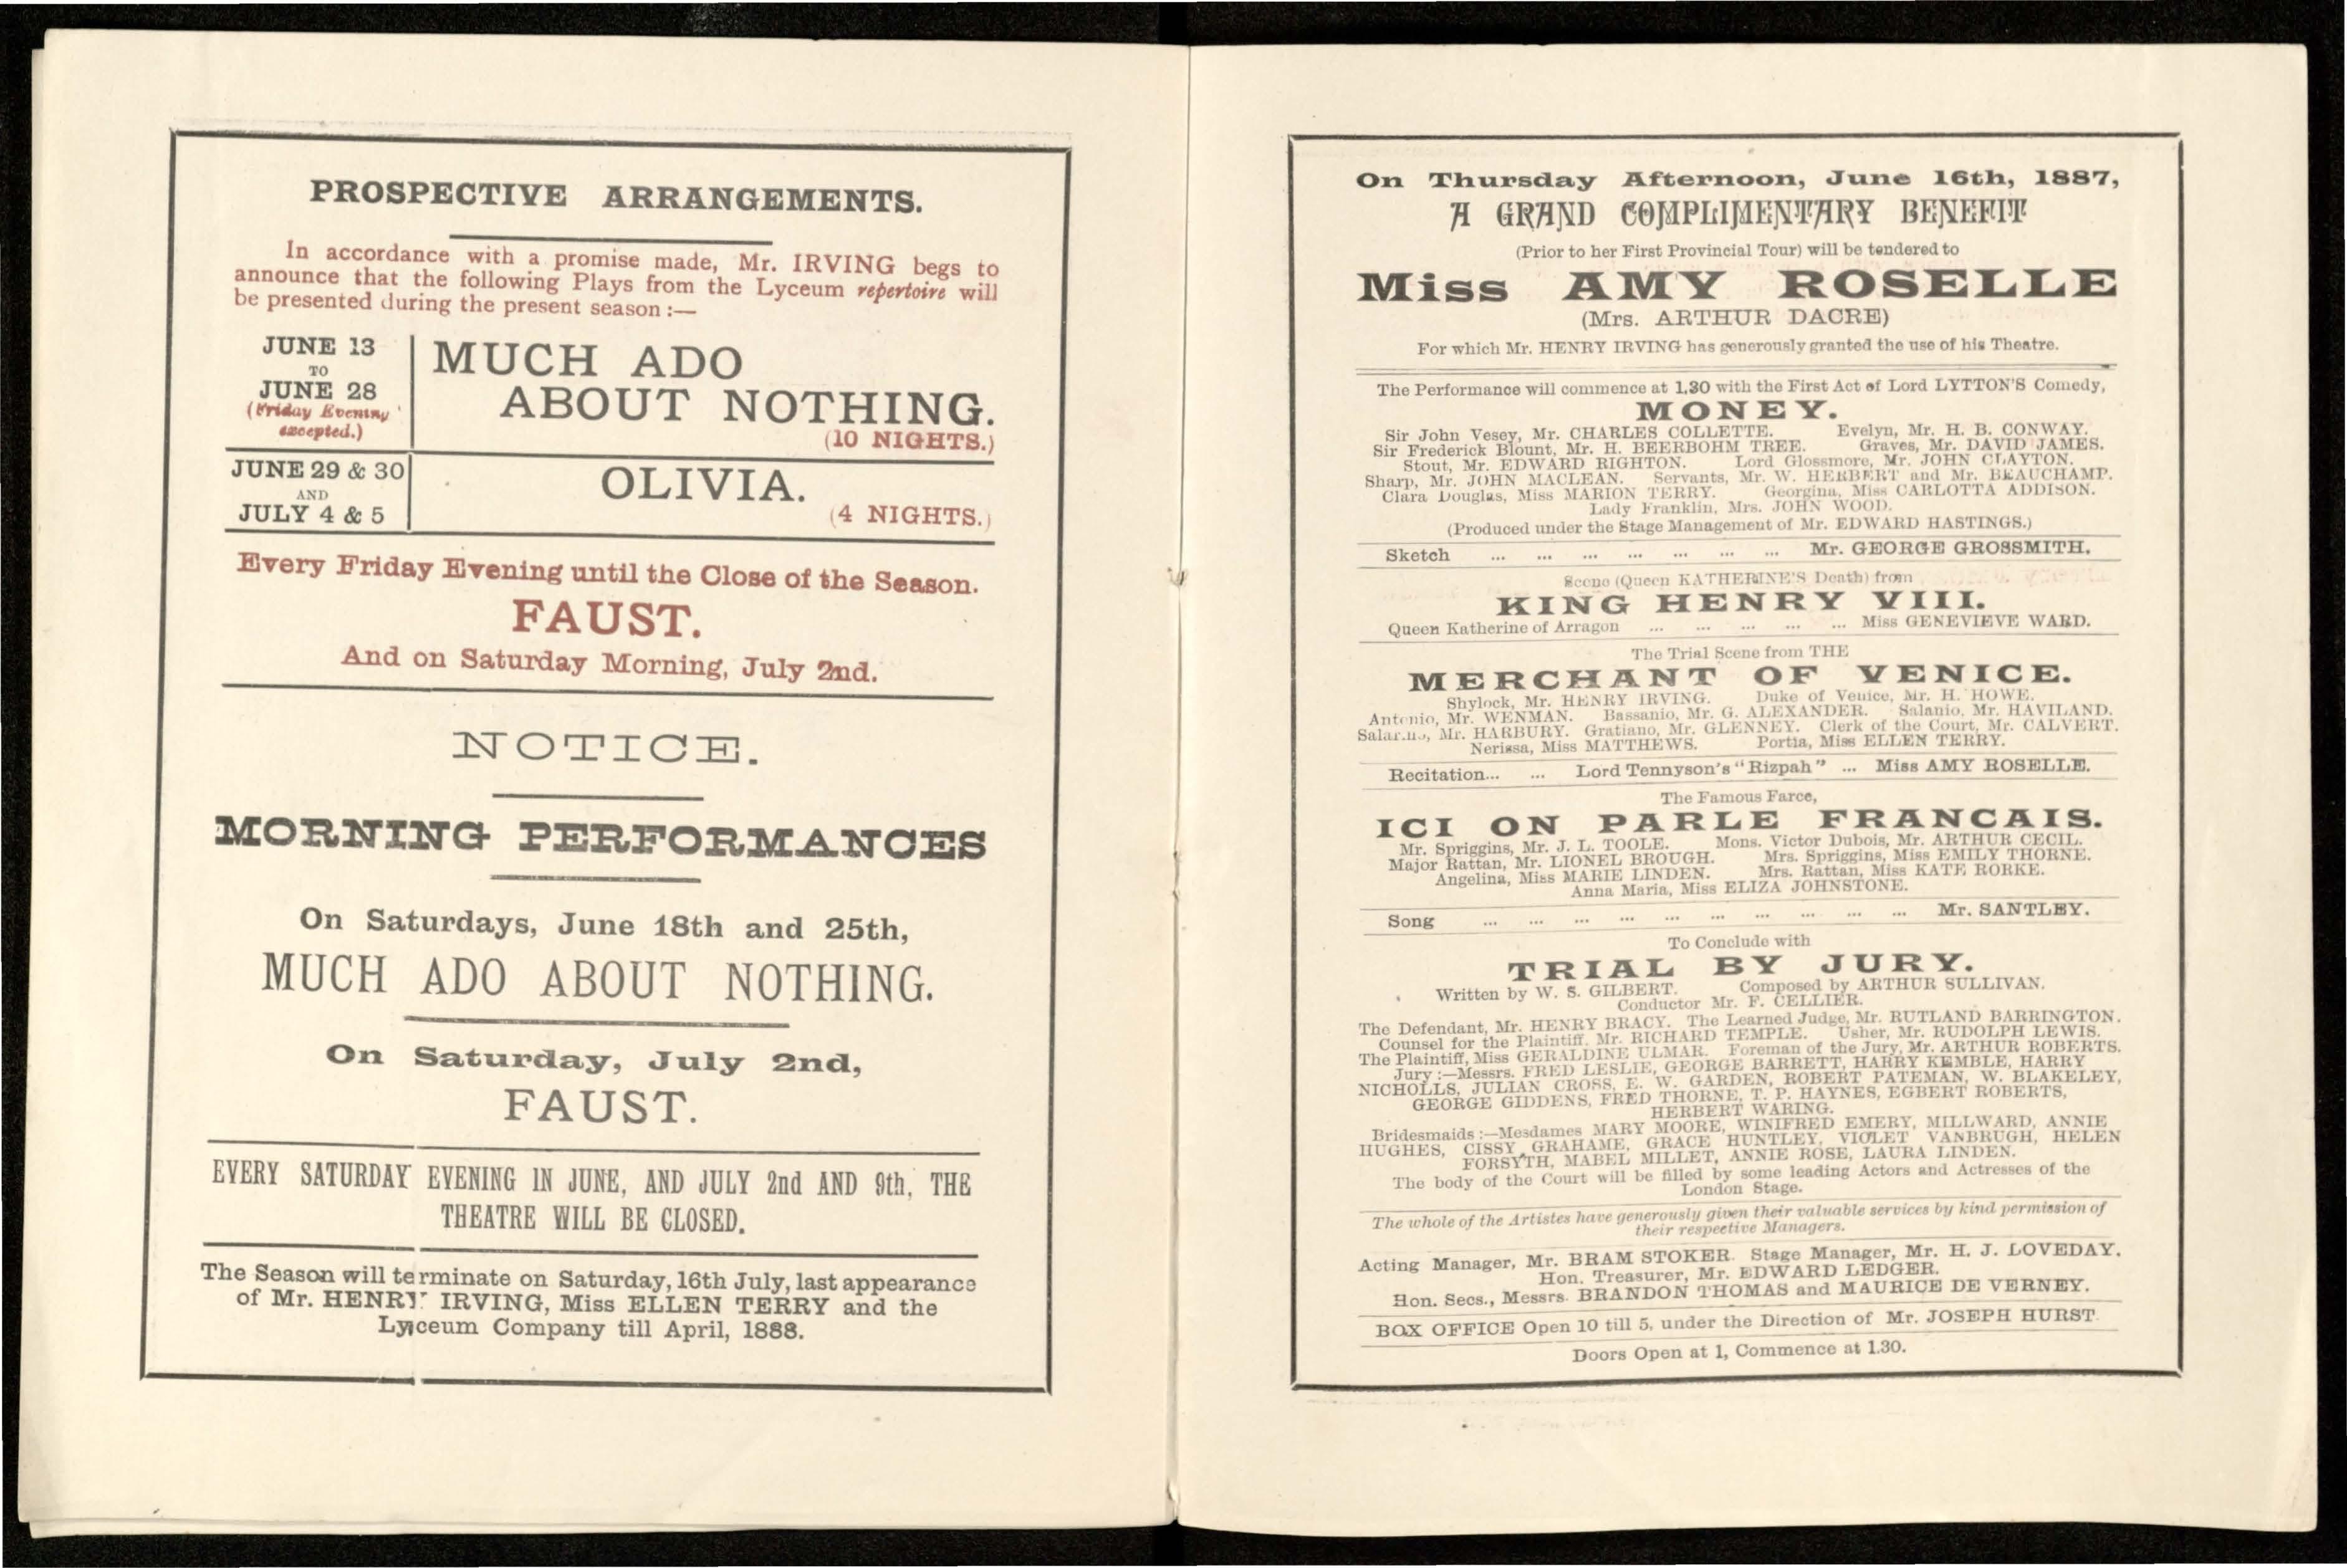 PROSPECTIVE ARRANGEMENTS.
In accordance with a promise made, Mr. IRVING begs to
announce that the following Plays from the Lyceum repertoire will
be presented during the present season :—
JUNE 13
TO
JUNE 28
(Friday Evening
excepted.)
MUCH ADO
ABOUT NOTHING.
(10 NIGHTS.)
JUNE 29 & 30
AND
JULY 4 & 5
OLIVIA.
(4 NIGHTS.)
Every Friday Evening until the Close of the Season.
FAUST.
And on Saturday Morning, July 2nd.
NOTICE.
MORNING PERFORMANCES
On Saturdays, June 18th and 25th,
MUCH ADO ABOUT NOTHING.
On Saturday, July 2nd,
FAUST.
EVERY SATURDAY EVENING IN JUNE, AND JULY 2nd AND 9th, THE
THEATRE WILL BE CLOSED.
The Season will terminate on Saturday, 16th July, last appearance
of Mr. HENRY IRVING, Miss ELLEN TERRY and the
Lyceum Company till April, 1888.
On Thursday Afternoon, June 16th, 1887,
A GRAND COMPLIMENTARY BENEFIT
(Prior to her First Provincial Tour) will be tendered to
Miss AMY ROSELLE
(Mrs. ARTHUR DACRE)
For which Mr. HENRY IRVING has generously granted the use of his Theatre.
The Performance will commence at 1.30 with the First Act of Lord LYTTON'S Comedy,
MONEY.
Sir John Vesey, Mr. CHARLES COLLETTE. Evelyn, Mr. H. B. CONWAY.
Sir Frederick Blount, Mr. H. BEERBOHM TREE. Graves, Mr. DAVID JAMES.
Stout, Mr. EDWARD RIGHTON. Lord Glossmore, Mr. JOHN CLAYTON.
Sharp, Mr. JOHN MACLEAN. Servants, Mr. W. HERBERT and Mr. BEAUCHAMP.
Clara Douglas, Miss MARION TERRY. Georgina, Miss CARLOTTA ADDISON.
Lady Franklin, Mrs. JOHN WOOD.
(Produced under the Stage Management of Mr. EDWARD HASTINGS.)
Sketch ... ... ... ... ... ... ... Mr. GEORGE GROSSMITH.
Scene (Queen KATHERINE'S Death) from
KING HENRY VIII.
Queen Katherine of Arragon ... ... ... ... ... Miss GENEVIEVE WARD.
The Trial Scene from THE
MERCHANT OF VENICE.
Shylock, Mr. HENRY IRVING. Duke of Venice, Mr. H. HOWE.
Antonio, Mr. WENMAN. Bassanio, Mr. G. ALEXANDER. Salanio, Mr. HAVILAND.
Salarino, Mr. HARBURY. Gratiano, Mr. GLENNEY. Clerk of the Court, Mr. CALVERT.
Nerissa, Miss MATTHEWS. Portia, Miss ELLEN TERRY.
Recitation... ... Lord Tennyson's "Rizpah" ... Miss AMY ROSELLE.
The Famous Farce,
ICI ON PARLE FRANCAIS.
Mr. Spriggins, Mr. J. L. TOOLE. Mons. Victor Dubois, Mr. ARTHUR CECIL.
Major Rattan, Mr. LIONEL BROUGH. Mrs. Spriggins, Miss EMILY THORNE.
Angelina, Miss MARIE LINDEN. Mrs. Rattan, Miss KATE RORKE.
Anna Maria, Miss ELIZA JOHNSTONE.
Song ... ... ... ... ... ... ... ... ... ... Mr. SANTLEY.
To Conclude with
TRIAL BY JURY.
Written by W. S. GILBERT. Composed by ARTHUR SULLIVAN.
Conductor Mr. F. CELLIER.
The Defendant, Mr. HENRY BRACY. The Learned Judge, Mr. RUTLAND BARRINGTON.
Counsel for the Plaintiff, Mr. RICHARD TEMPLE. Usher, Mr. RUDOLPH LEWIS.
The Plaintiff, Miss GERALDINE ULMAR. Foreman of the Jury, Mr. ARTHUR ROBERTS.
Jury :—Messrs. FRED LESLIE, GEORGE BARRETT, HARRY KEMBLE, HARRY
NICHOLLS, JULIAN CROSS, E. W. GARDEN, ROBERT PATEMAN, W. BLAKELEY,
GEORGE GIDDENS, FRED THORNE, T. P. HAYNES, EGBERT ROBERTS,
HERBERT WARING.
Bridesmaids :—Mesdames MARY MOORE, WINIFRED EMERY, MILLWARD, ANNIE
HUGHES, CISSY GRAHAME, GRACE HUNTLEY, VIOLET VANBRUGH, HELEN
FORSYTH, MABEL MILLET, ANNIE ROSE, LAURA LINDEN.
The body of the Court will be filled by some leading Actors and Actresses of the
London Stage.
The whole of the Artistes have generously given their valuable services by kind permission of
their respective Managers.
Acting Manager, Mr. BRAM STOKER. Stage Manager, Mr. H. J. LOVEDAY.
Hon. Treasurer, Mr. EDWARD LEDGER.
Hon. Secs., Messrs. BRANDON THOMAS and MAURICE DE VERNEY.
BOX OFFICE Open 10 till 5, under the Direction of Mr. JOSEPH HURST
Doors Open at 1, Commence at 1.30.